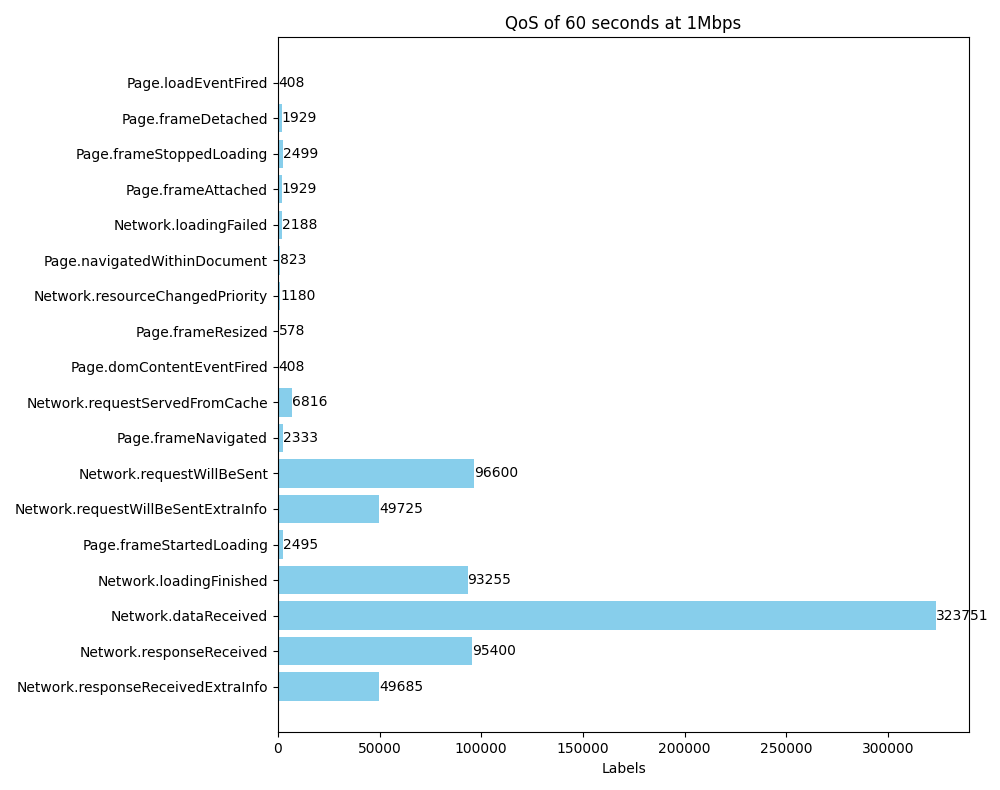 QoS of 60 seconds at 1Mbps
Page.loadEventFired 408
Page.frameDetached 1929
Page.frameStoppedLoading 2499
Page.frameAttached 1929
Network.loadingFailed 2188
Page.navigatedWithinDocument 823
Network.resourceChangedPriority 1180
Page.frameResized 578
Page.domContentEventFired 408
Network.requestServedFromCache 6816
Page.frameNavigated 2333
Network.requestWillBeSent 96600
Network.requestWillBeSentExtraInfo 49725
Page.frameStartedLoading 2495
Network.loadingFinished 93255
Network.dataReceived 323751
Network.responseReceived 95400
Network.responseReceivedExtraInfo 49685
0 50000 100000 150000 200000 250000 300000
Labels